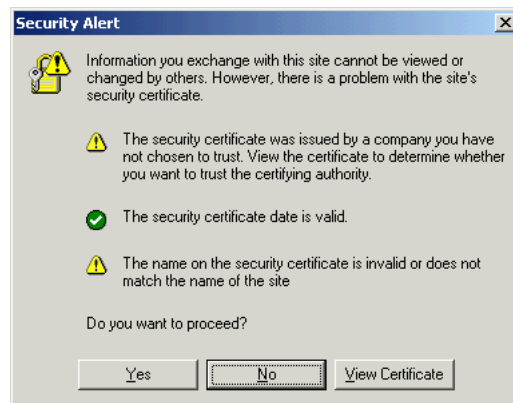 Security Alert
Information you exchange with this site cannot be viewed or
changed by others. However, there is a problem with the site's
security certificate.
The security certificate was issued by a company you have
not chosen to trust. View the certificate to determine whether
you want to trust the certifying authority.
The security certificate date is valid.
The name on the security certificate is invalid or does not
match the name of the site
Do you want to proceed?
Yes No View Certificate